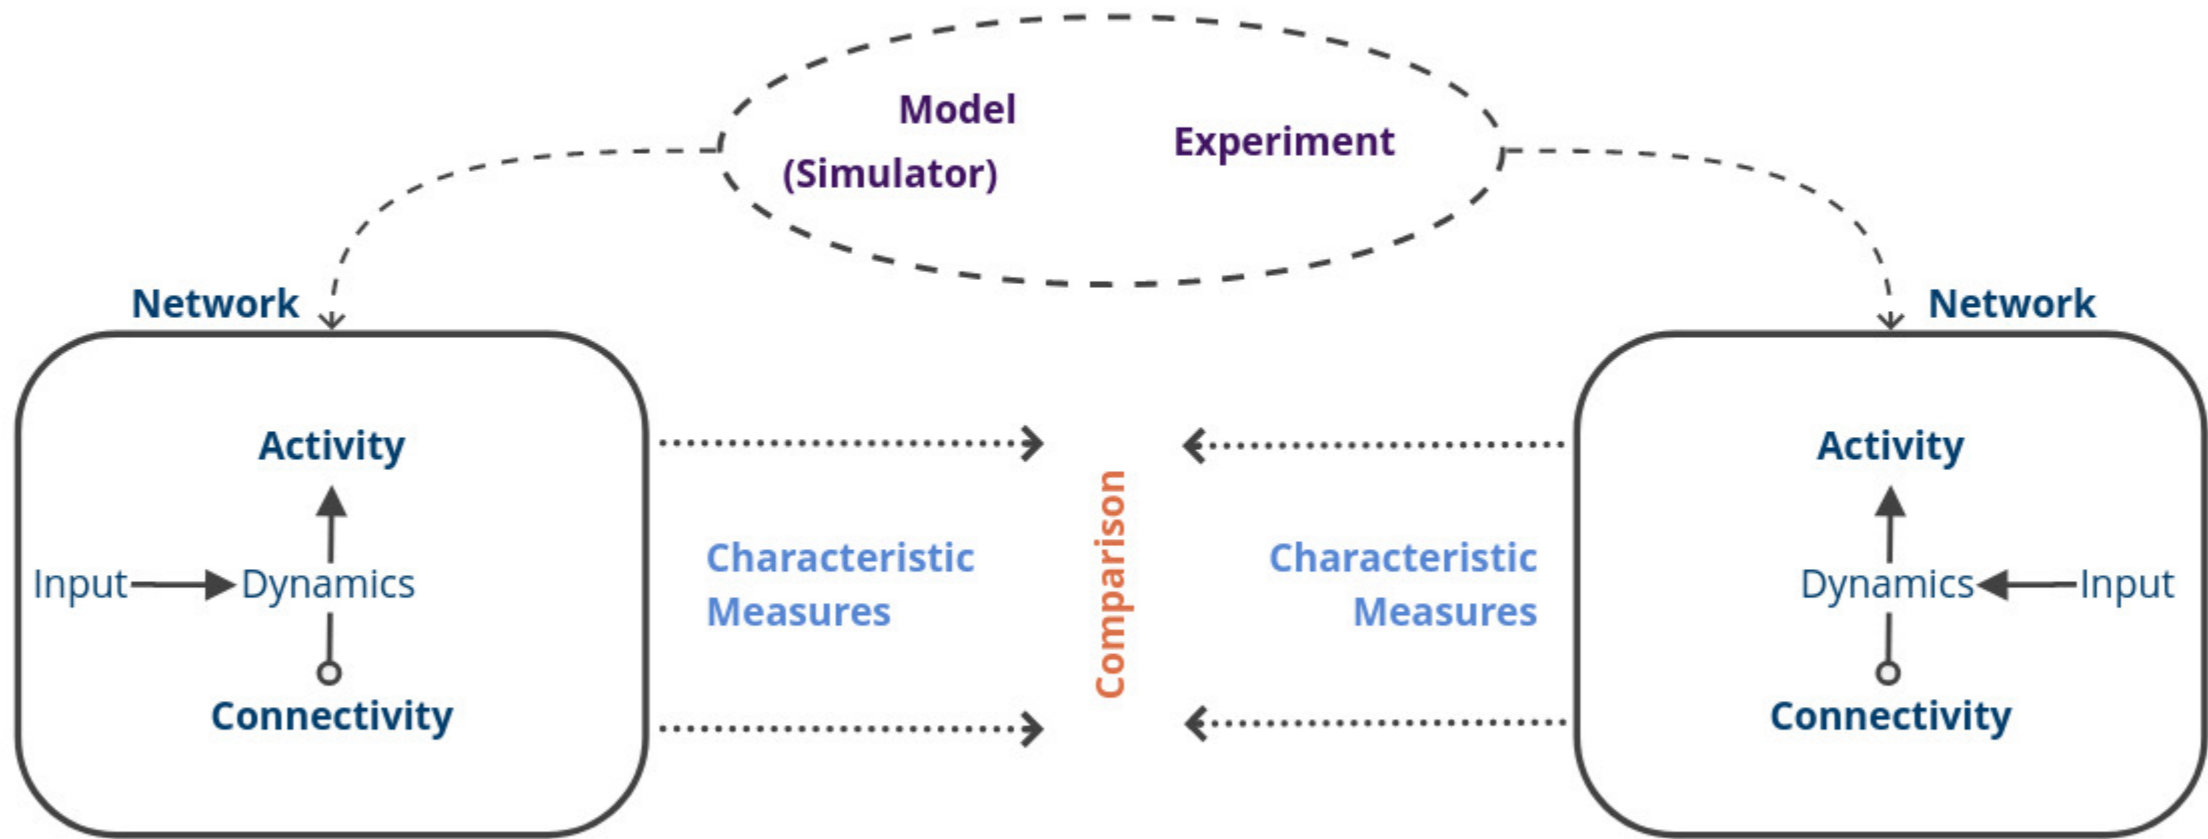 Model
(Simulator)
Experiment
Network
Network
Activity
Input
Dynamics
Connectivity
Characteristic
Measures
Comparison
Characteristic
Measures
Activity
Dynamics
Input
Connectivity